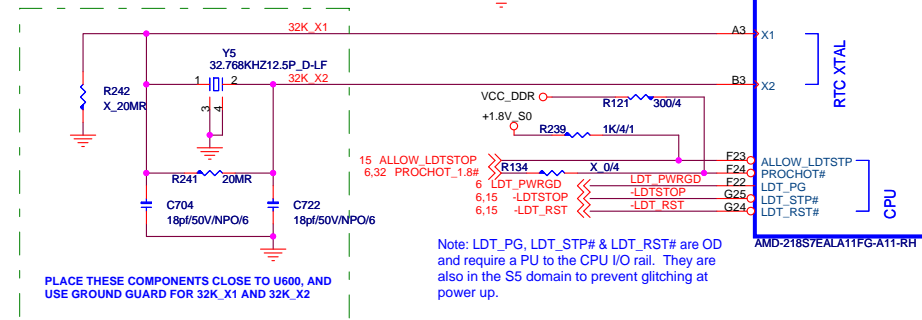 32K_X1
A3
X1
Y5
32.768KHZ12.5P_D-LF
1
2
32K_X2
B3
X2
RTC XTAL
R242
X_20MR
3
4
VCC_DDR
R121
300/4
+1.8V_S0
R239
1K/4/1
15 ALLOW_LDTSTOP
F23
ALLOW_LDTSTP
6,32 PROCHOT_1.8#
R134
X_0/4
F24
PROCHOT#
R241
20MR
6 LDT_PWRGD
LDT_PWRGD
F22
LDT_PG
6,15 -LDTSTOP
-LDTSTOP
G25
LDT_STP#
6,15 -LDT_RST
-LDT_RST
G24
LDT_RST#
CPU
C704
18pf/50V/NPO/6
C722
18pf/50V/NPO/6
AMD-218S7EALA11FG-A11-RH
Note: LDT_PG, LDT_STP# & LDT_RST# are OD
and require a PU to the CPU I/O rail. They are
also in the S5 domain to prevent glitching at
power up.
PLACE THESE COMPONENTS CLOSE TO U600, AND
USE GROUND GUARD FOR 32K_X1 AND 32K_X2